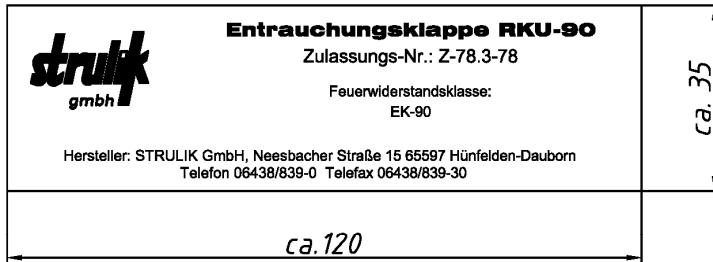 Entrauchungsklappe RKU-90
strulik
gmbh
Zulassungs-Nr.: Z-78.3-78
Feuerwiderstandsklasse:
EK-90
Hersteller: STRULIK GmbH, Neesbacher Straße 15 65597 Hünfelden-Dauborn
Telefon 06438/839-0 Telefax 06438/839-30
ca. 35
ca.120